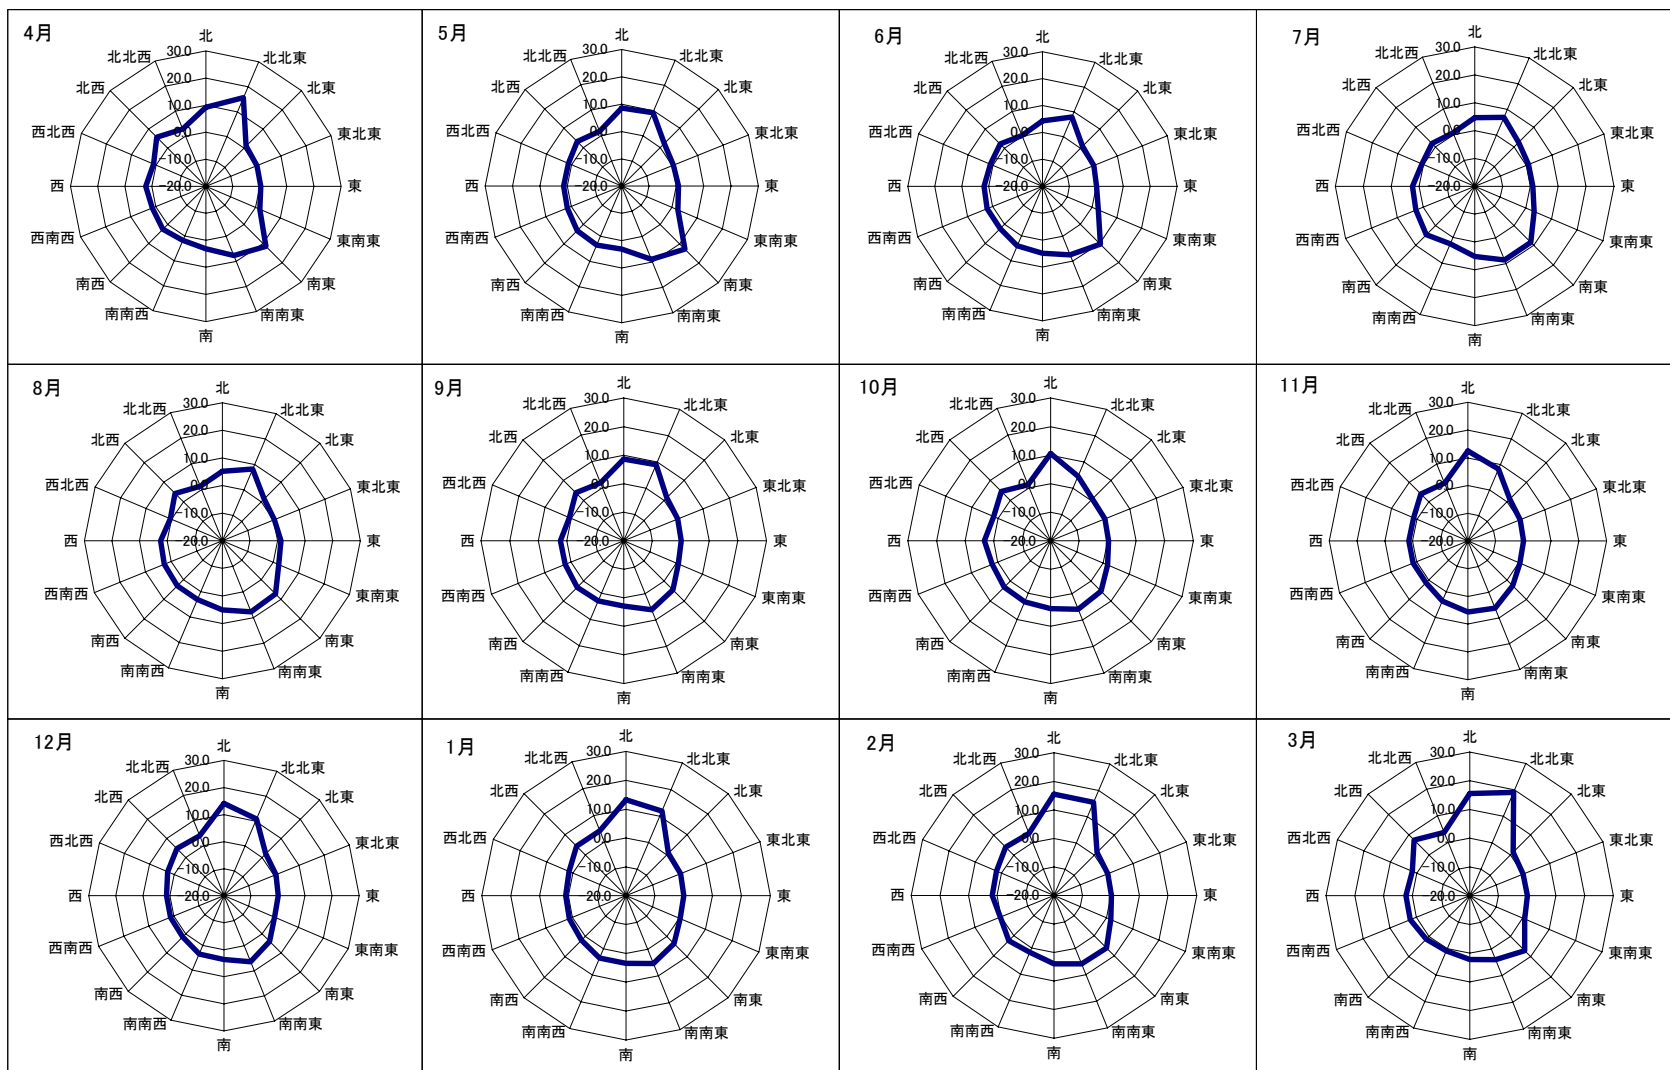 4月
北
30.0
北北西 北北東
20.0
北西 北東
10.0
西北西 0.0 東北東
-10.0
西 -20.0 東
西南西 東南東
南西 南東
南南西 南南東
南
5月
北
30.0
北北西 北北東
20.0
北西 北東
10.0
西北西 0.0 東北東
-10.0
西 -20.0 東
西南西 東南東
南西 南東
南南西 南南東
南
6月
北
30.0
北北西 北北東
20.0
北西 北東
10.0
西北西 0.0 東北東
-10.0
西 -20.0 東
西南西 東南東
南西 南東
南南西 南南東
南
7月
北
30.0
北北西 北北東
20.0
北西 北東
10.0
西北西 0.0 東北東
-10.0
西 -20.0 東
西南西 東南東
南西 南東
南南西 南南東
南
8月
北
30.0
北北西 北北東
20.0
北西 北東
10.0
西北西 0.0 東北東
-10.0
西 -20.0 東
西南西 東南東
南西 南東
南南西 南南東
南
9月
北
30.0
北北西 北北東
20.0
北西 北東
10.0
西北西 0.0 東北東
-10.0
西 -20.0 東
西南西 東南東
南西 南東
南南西 南南東
南
10月
北
30.0
北北西 北北東
20.0
北西 北東
10.0
西北西 0.0 東北東
-10.0
西 -20.0 東
西南西 東南東
南西 南東
南南西 南南東
南
11月
北
30.0
北北西 北北東
20.0
北西 北東
10.0
西北西 0.0 東北東
-10.0
西 -20.0 東
西南西 東南東
南西 南東
南南西 南南東
南
12月
北
30.0
北北西 北北東
20.0
北西 北東
10.0
西北西 0.0 東北東
-10.0
西 20.0 東
西南西 東南東
南西 南東
南南西 南南東
南
1月
北
30.0
北北西 北北東
20.0
北西 北東
10.0
西北西 0.0 東北東
-10.0
西 20.0 東
西南西 東南東
南西 南東
南南西 南南東
南
2月
北
30.0
北北西 北北東
20.0
北西 北東
10.0
西北西 0.0 東北東
-10.0
西 -20.0 東
西南西 東南東
南西 南東
南南西 南南東
南
3月
北
30.0
北北西 北北東
20.0
北西 北東
10.0
西北西 0.0 東北東
-10.0
西 20.0 東
西南西 東南東
南西 南東
南南西 南南東
南